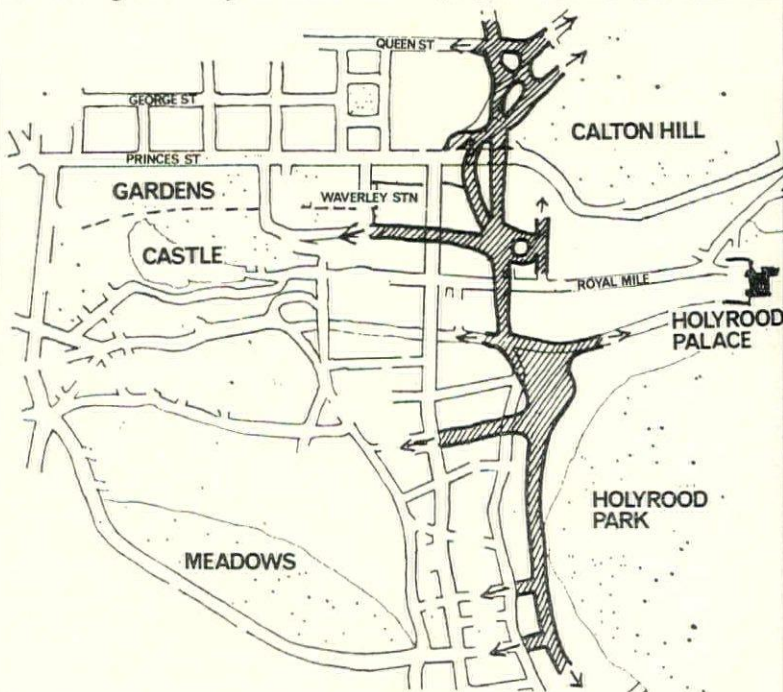 QUEEN ST
GEORGE ST
CALTON HILL
PRINCES ST
GARDENS
WAVERLEY STN
CASTLE
ROYAL MILE
HOLYROOD
PALACE
HOLYROOD
PARK
MEADOWS